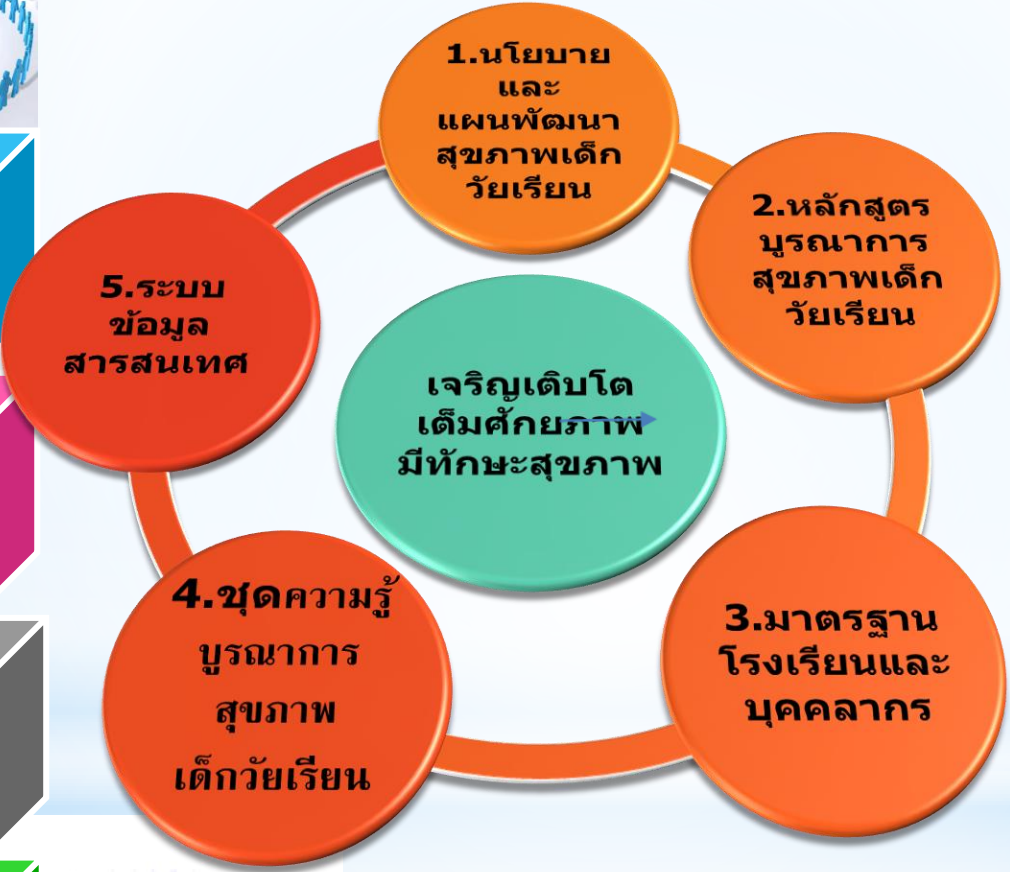 1.นโยบาย
และ
แผนพัฒนา
สุขภาพเด็ก
วัยเรียน
2.หลักสูตร
บูรณาการ
สุขภาพเด็ก
วัยเรียน
3.มาตรฐาน
โรงเรียนและ
บุคคลากร
4.ชุดความรู้
บูรณาการ
สุขภาพ
เด็กวัยเรียน
5.ระบบ
ข้อมูล
สารสนเทศ
เจริญเติบโต
เต็มศักยภาพ
มีทักษะสุขภาพ